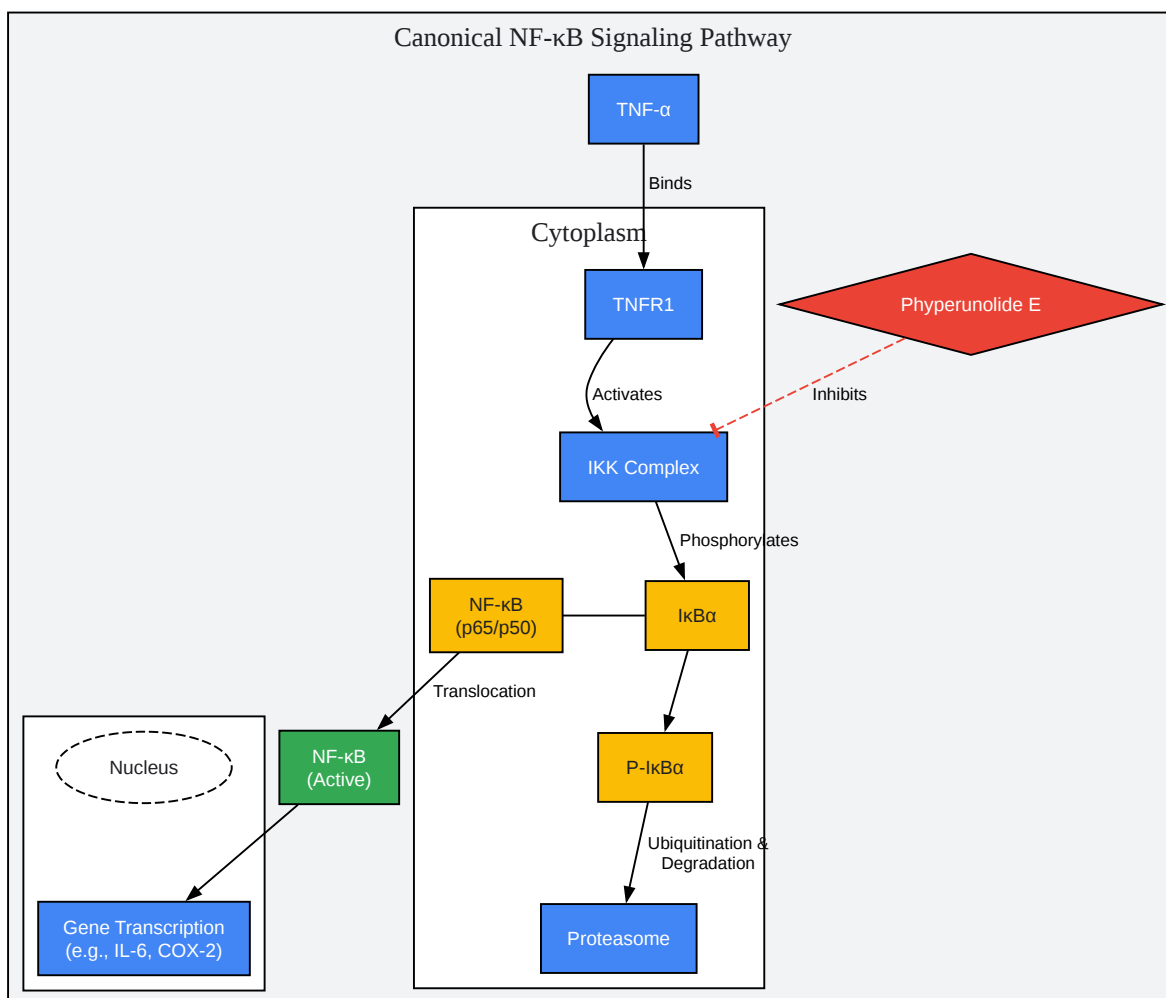 Canonical NF-κB Signaling Pathway
TNF-α
Binds
Cytoplasm
TNFR1
Phyperunolide E
Activates
Inhibits
IKK Complex
Phosphorylates
NF-κB
(p65/p50)
IκBα
Translocation
Nucleus
NF-κB
(Active)
P-IκBα
Ubiquitination &
Degradation
Gene Transcription
(e.g., IL-6, COX-2)
Proteasome